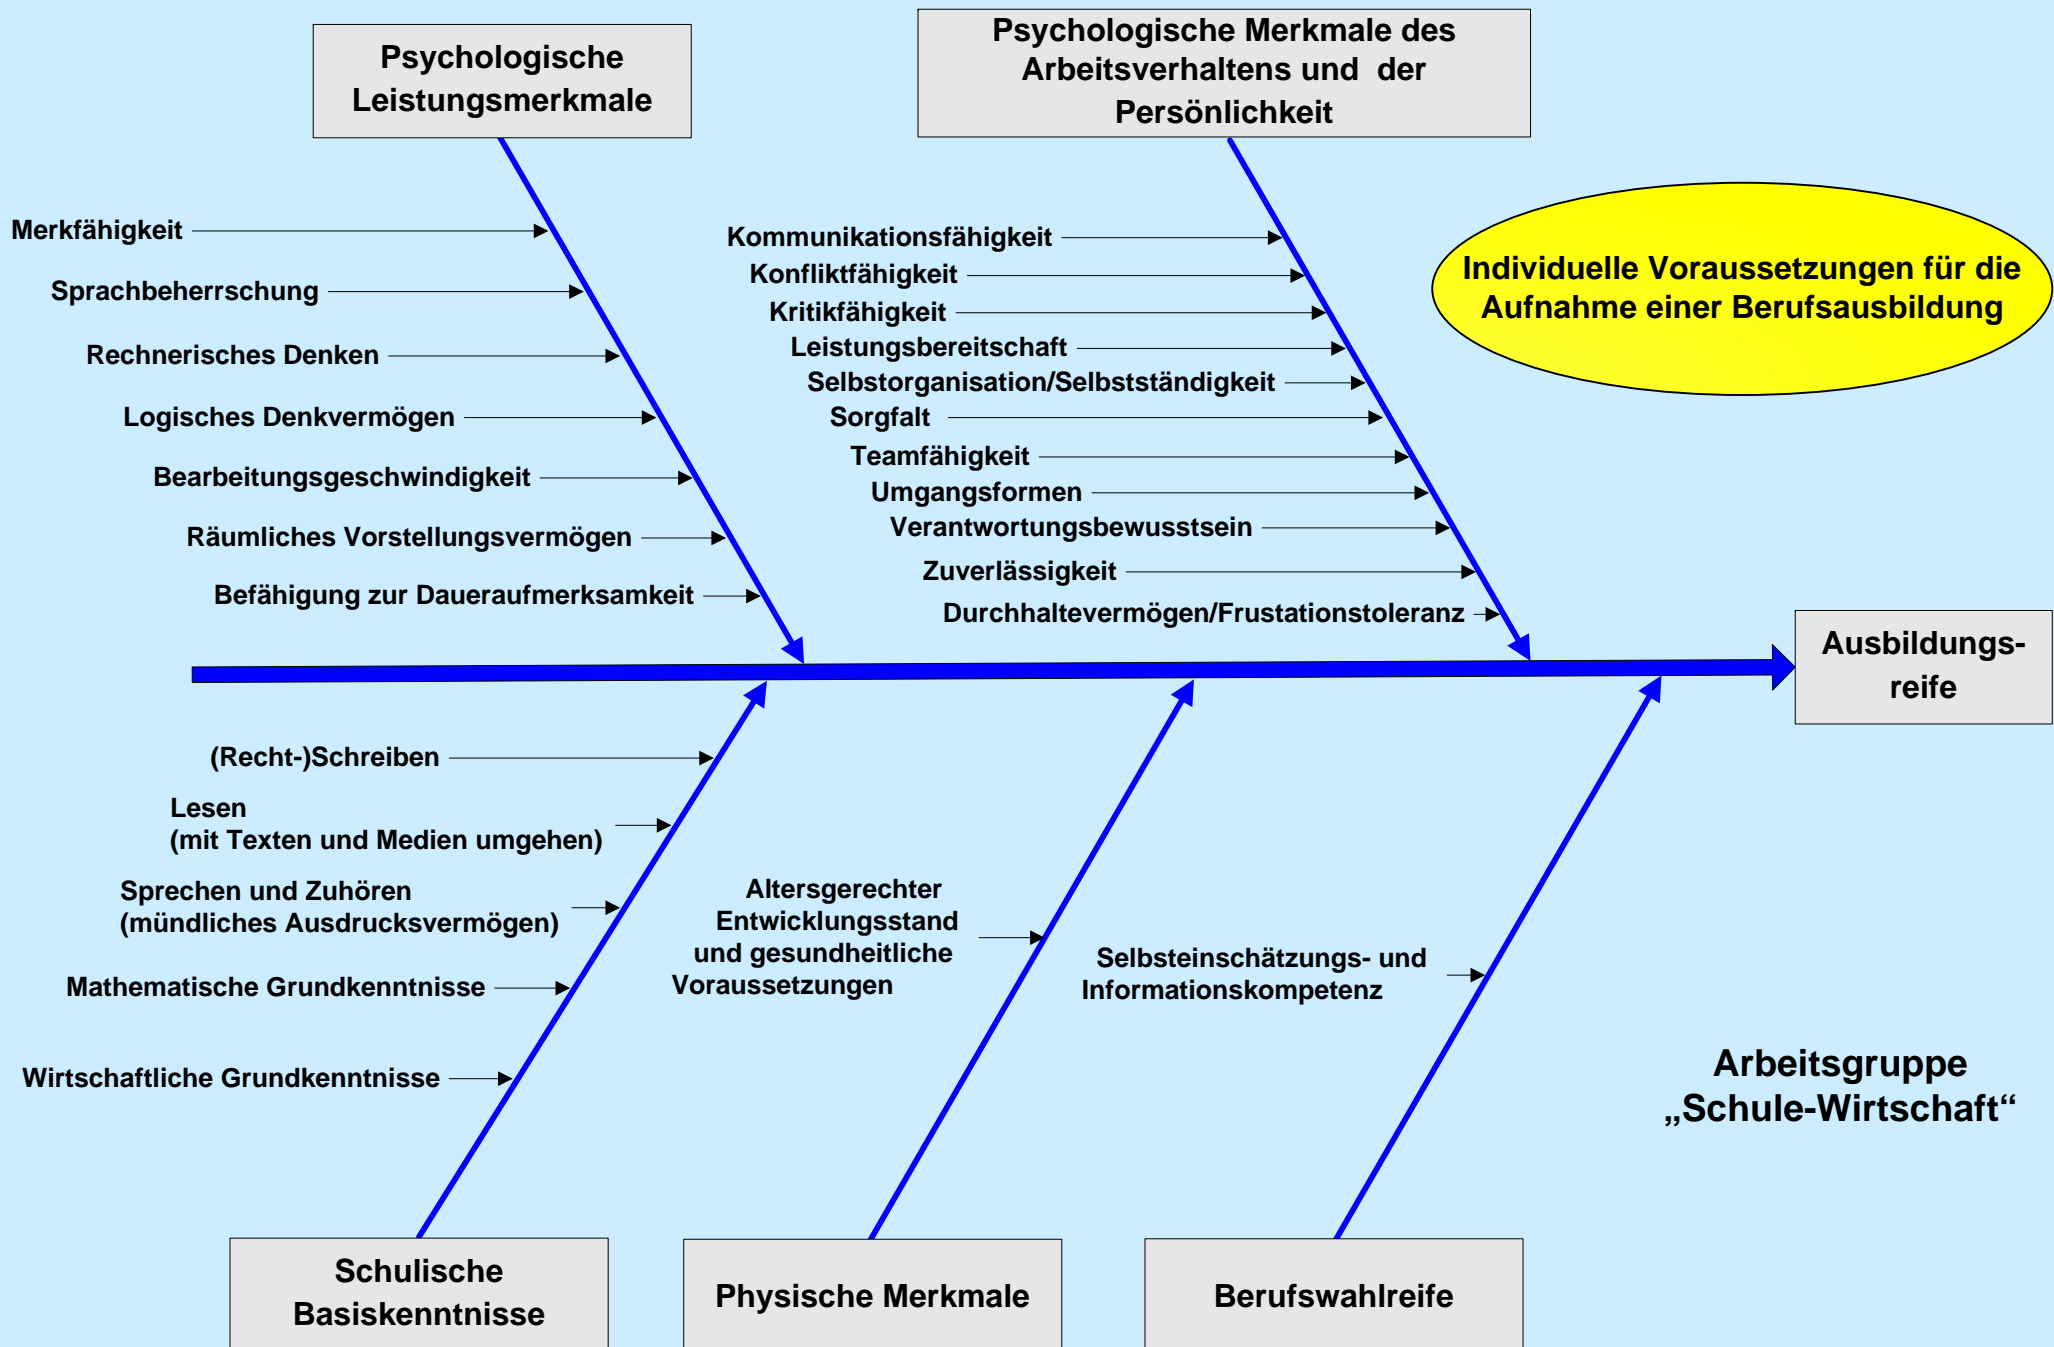 Psychologische
Leistungsmerkmale
Psychologische Merkmale des
Arbeitsverhaltens und der
Persönlichkeit
Individuelle Voraussetzungen für die
Aufnahme einer Berufsausbildung
Merkfähigkeit
Sprachbeherrschung
Rechnerisches Denken
Logisches Denkvermögen
Bearbeitungsgeschwindigkeit
Räumliches Vorstellungsvermögen
Befähigung zur Daueraufmerksamkeit
Kommunikationsfähigkeit
Konfliktfähigkeit
Kritikfähigkeit
Leistungsbereitschaft
Selbstorganisation/Selbstständigkeit
Sorgfalt
Teamfähigkeit
Umgangsformen
Verantwortungsbewusstsein
Zuverlässigkeit
Durchhaltevermögen/Frustationstoleranz
Ausbildungs-
reife
(Recht-)Schreiben
Lesen
(mit Texten und Medien umgehen)
Sprechen und Zuhören
(mündliches Ausdrucksvermögen)
Mathematische Grundkenntnisse
Wirtschaftliche Grundkenntnisse
Altersgerechter
Entwicklungsstand
und gesundheitliche
Voraussetzungen
Selbsteinschätzungs- und
Informationskompetenz
Arbeitsgruppe
„Schule-Wirtschaft“
Schulische
Basiskenntnisse
Physische Merkmale
Berufswahlreife